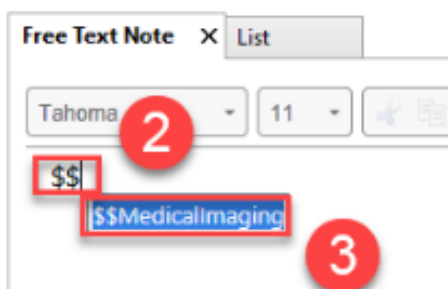 Free Text Note X List
Tahoma 11
2
$$
$$MedicalImaging
3